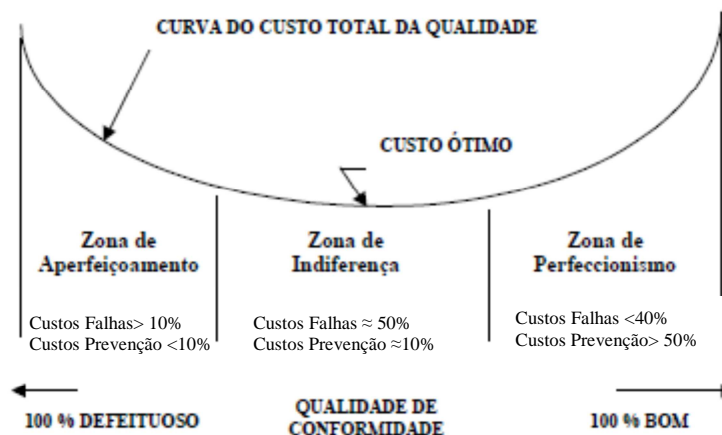 CURVA DO CUSTO TOTAL DA QUALIDADE
CUSTO ÓTIMO
Zona de
Aperfeiçoamento
Zona de
Indiferença
Zona de
Perfeccionismo
Custos Falhas> 10%
Custos Prevenção <10%
Custos Falhas ≈ 50%
Custos Prevenção ≈10%
Custos Falhas <40%
Custos Prevenção> 50%
100 % DEFEITUOSO
QUALIDADE DE
CONFORMIDADE
100 % BOM